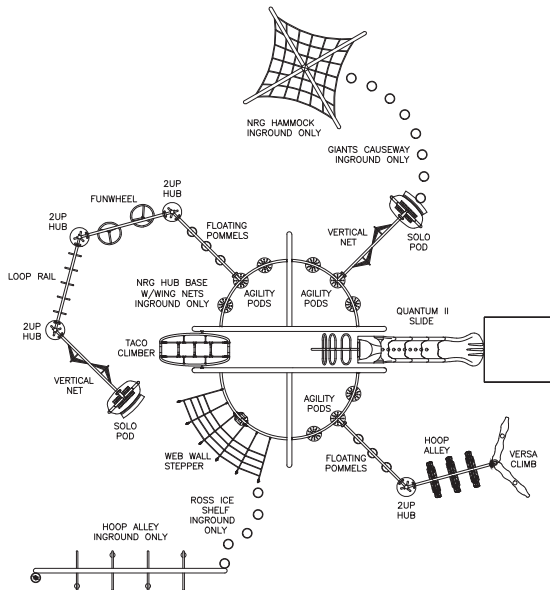 NRG HAMMOCK
INGROUND ONLY
GIANTS CAUSEWAY
INGROUND ONLY
2UP
HUB
FUNWHEEL
2UP
HUB
FLOATING
POMMELS
VERTICAL
NET
SOLO
POD
LOOP RAIL
NRG HUB BASE
W/WING NETS
INGROUND ONLY
AGILITY
PODS
AGILITY
PODS
QUANTUM II
SLIDE
2UP
HUB
TACO
CLIMBER
VERTICAL
NET
SOLO
POD
AGILITY
PODS
WEB WALL
STEPPER
FLOATING
POMMELS
HOOP
ALLEY
VERSA
CLIMB
2UP
HUB
ROSS ICE
SHELF
INGROUND
ONLY
HOOP ALLEY
INGROUND ONLY